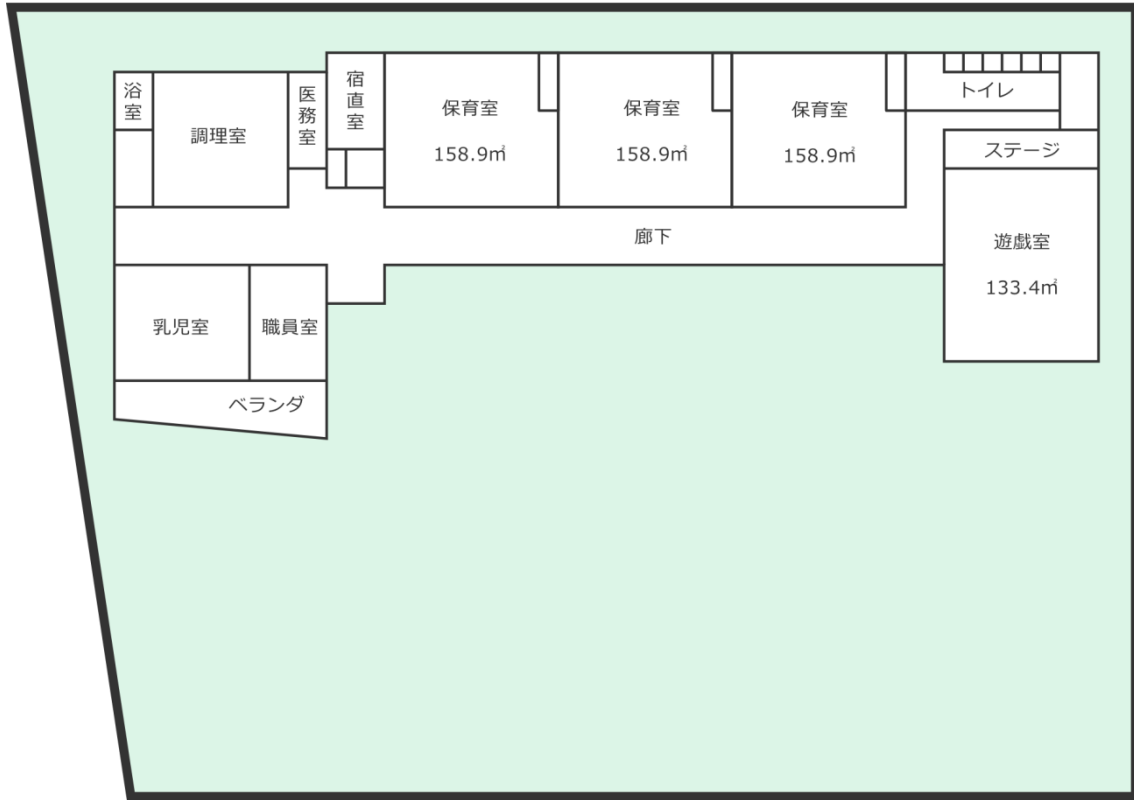 浴室
調理室
医務室
宿直室
保育室
158.9㎡
保育室
158.9㎡
保育室
158.9㎡
トイレ
ステージ
遊戯室
133.4㎡
廊下
乳児室
職員室
ベランダ